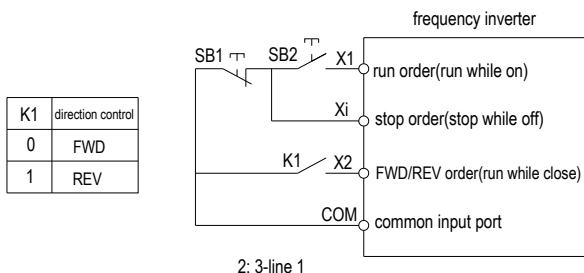 frequency inverter
SB1 SB2 X1 run order(run while on)
Xi stop order(stop while off)
K1 X2 FWD/REV order(run while close)
COM common input port
K1 direction control
0 FWD
1 REV
2: 3-line 1